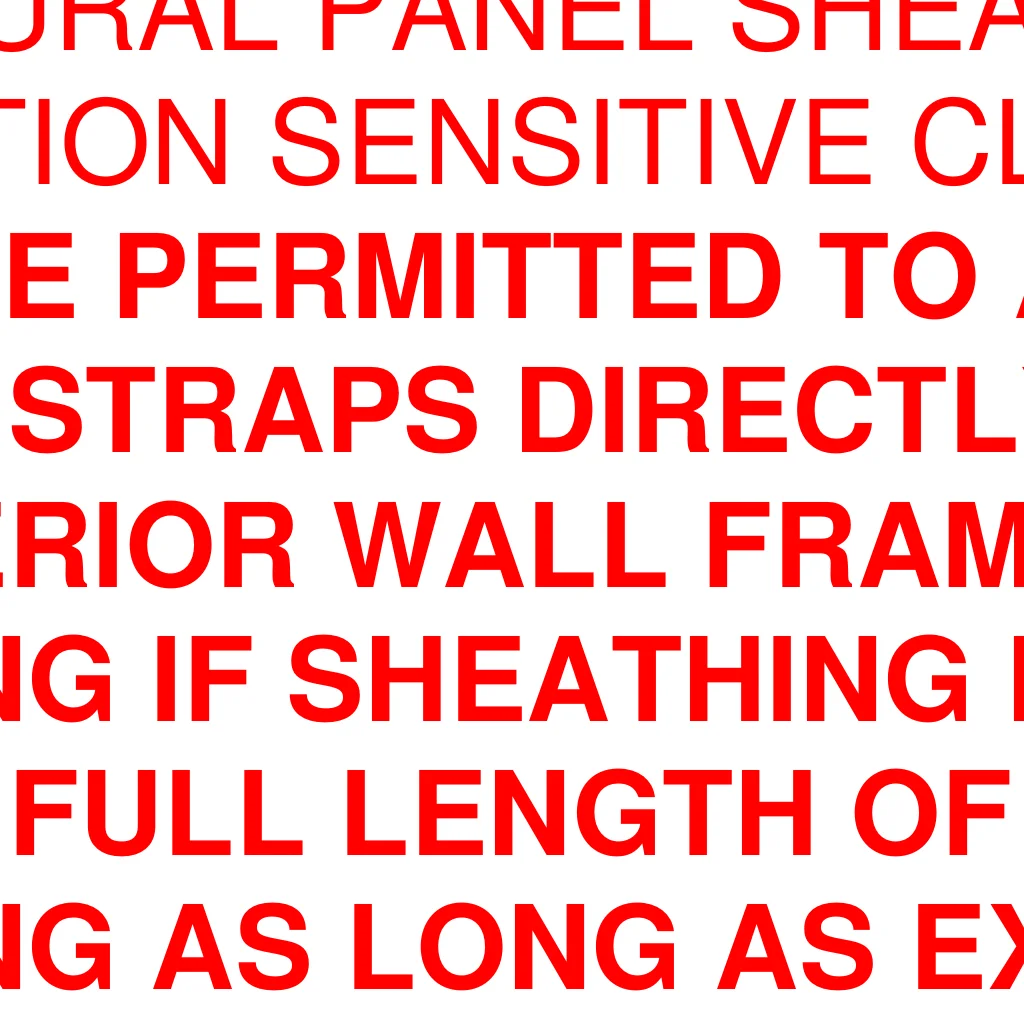 URAL PANEL SHEA
TION SENSITIVE CL
E PERMITTED TO
STRAPS DIRECTLY
ERIOR WALL FRAM
NG IF SHEATHING
FULL LENGTH OF
NG AS LONG AS EX